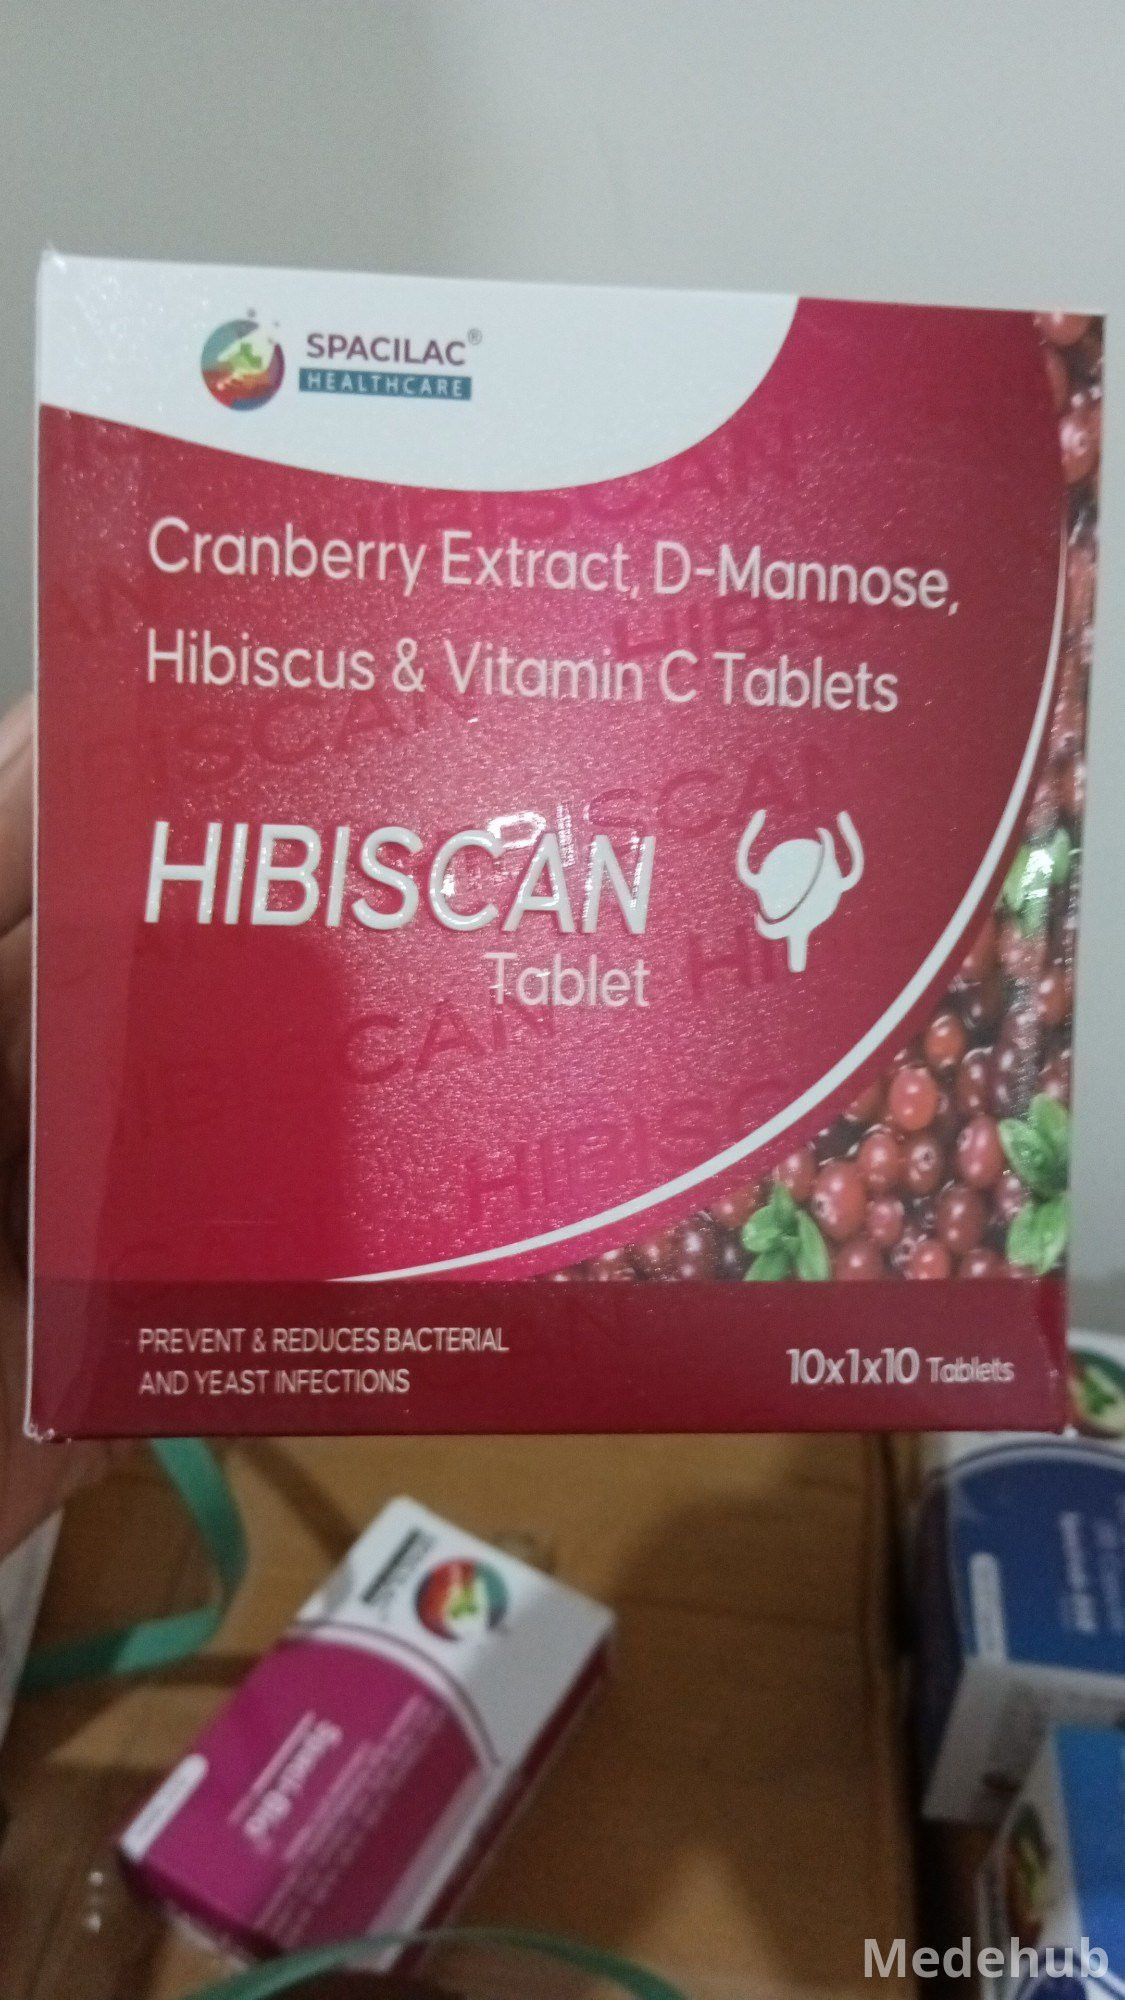 SPACILAC®
HEALTHCARE
Cranberry Extract, D-Mannose,
Hibiscus & Vitamin C Tablets
HIBISCAN
Tablet
PREVENT & REDUCES BACTERIAL
AND YEAST INFECTIONS
10x1x10 Tablets
Medehub